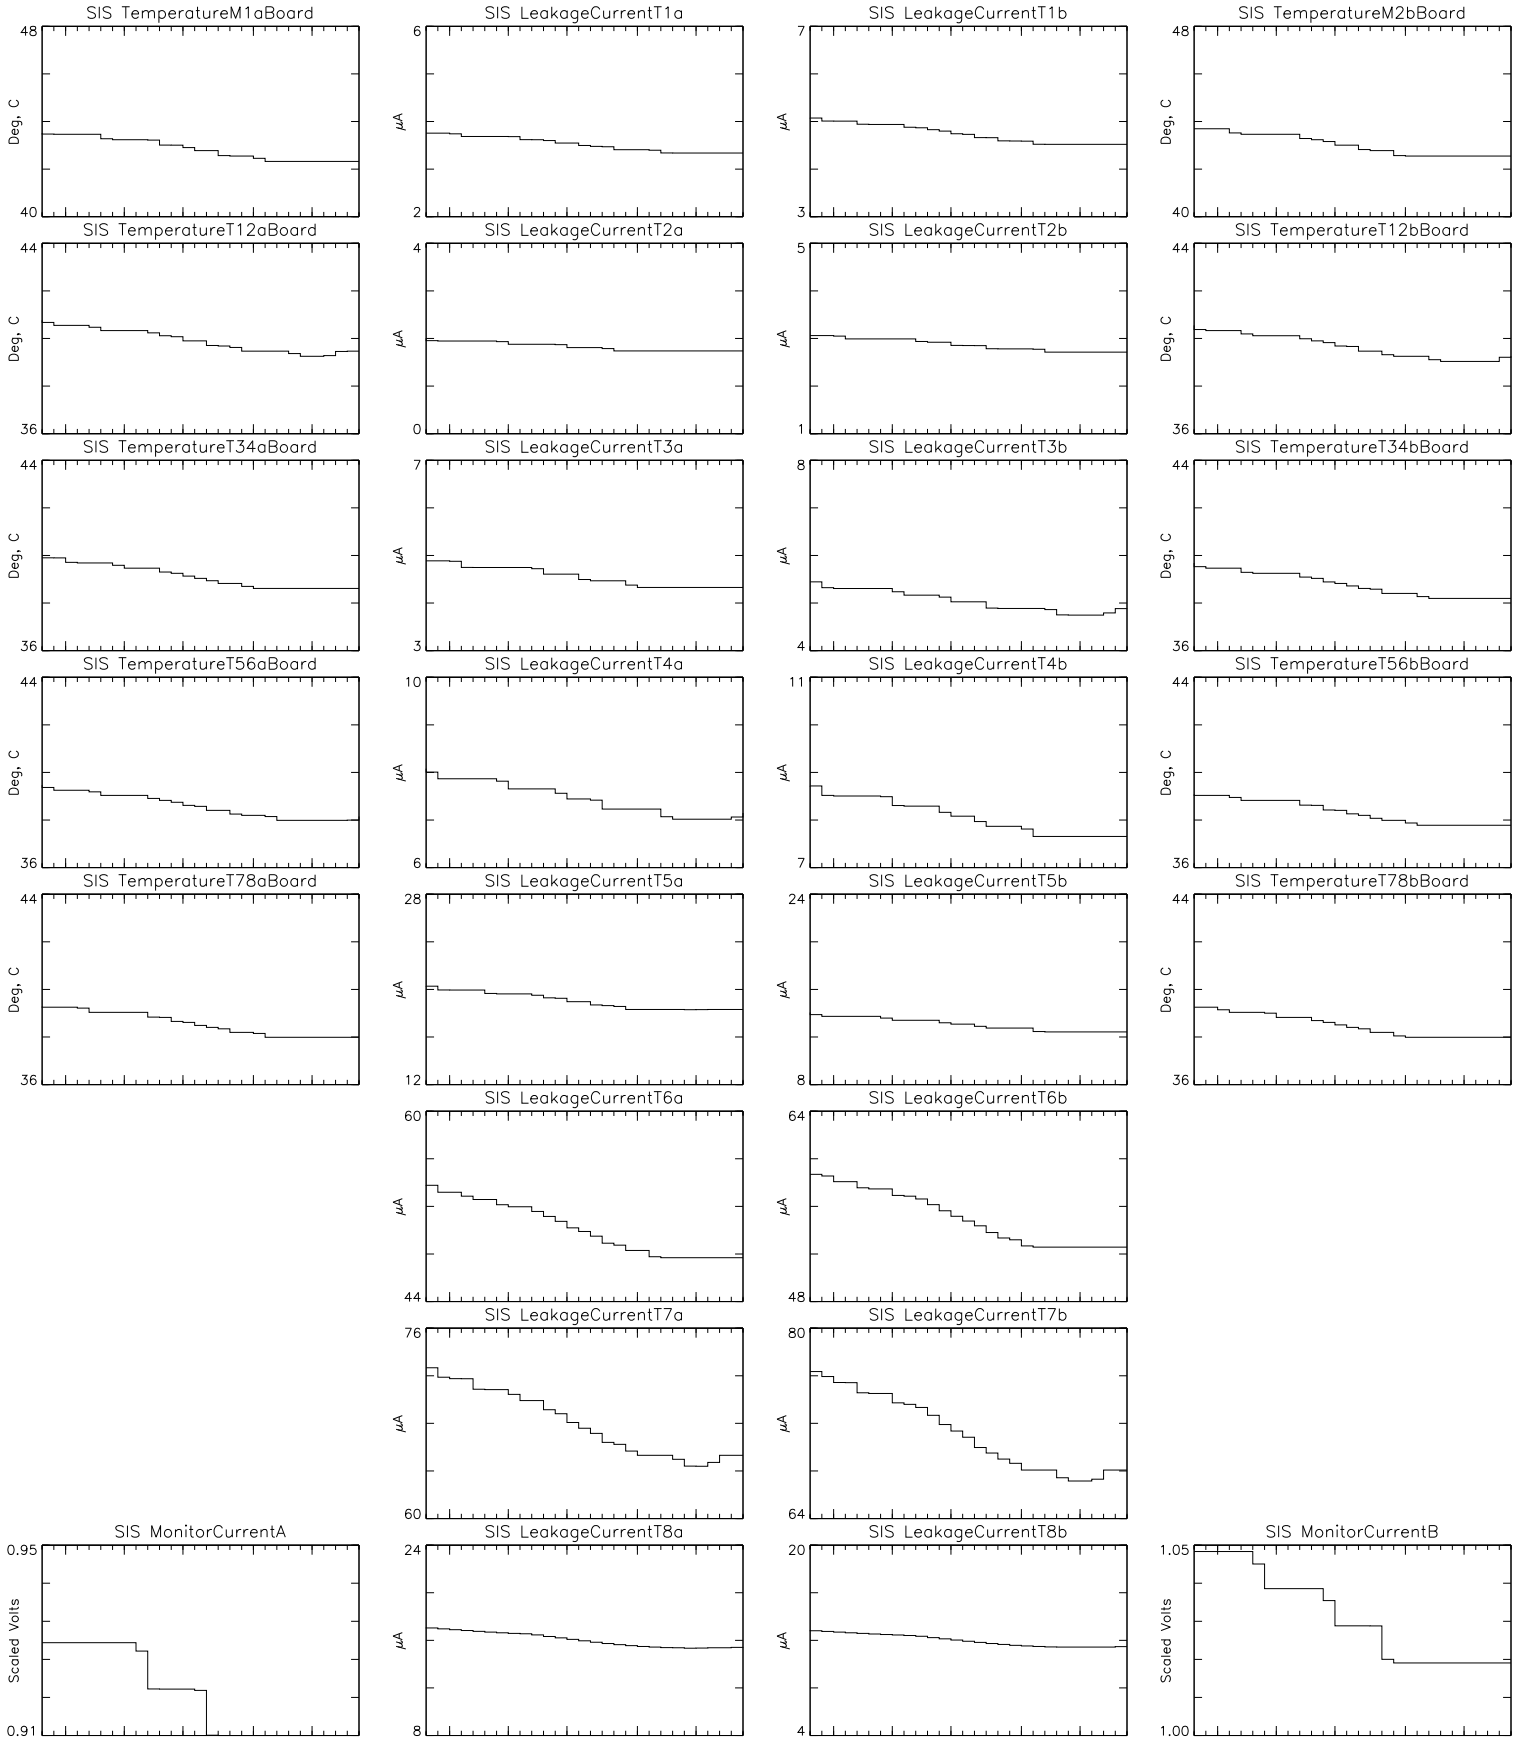 SIS TemperatureM1aBoard
48
Deg, C
40
SIS LeakageCurrentT1a
6
μA
2
SIS LeakageCurrentT1b
7
μA
3
SIS TemperatureM2bBoard
48
Deg, C
40
SIS TemperatureT12aBoard
44
Deg, C
36
SIS LeakageCurrentT2a
4
μA
0
SIS LeakageCurrentT2b
5
μA
1
SIS TemperatureT12bBoard
44
Deg, C
36
SIS TemperatureT34aBoard
44
Deg, C
36
SIS LeakageCurrentT3a
7
μA
3
SIS LeakageCurrentT3b
8
μA
4
SIS TemperatureT34bBoard
44
Deg, C
36
SIS TemperatureT56aBoard
44
Deg, C
36
SIS LeakageCurrentT4a
10
μA
6
SIS LeakageCurrentT4b
11
μA
7
SIS TemperatureT56bBoard
44
Deg, C
36
SIS TemperatureT78aBoard
44
Deg, C
36
SIS LeakageCurrentT5a
28
μA
12
SIS LeakageCurrentT5b
24
μA
8
SIS TemperatureT78bBoard
44
Deg, C
36
SIS LeakageCurrentT6a
60
μA
44
SIS LeakageCurrentT6b
64
μA
48
SIS LeakageCurrentT7a
76
μA
60
SIS LeakageCurrentT7b
80
μA
64
SIS MonitorCurrentA
0.95
Scaled Volts
0.91
SIS LeakageCurrentT8a
24
μA
8
SIS LeakageCurrentT8b
20
μA
4
SIS MonitorCurrentB
1.05
Scaled Volts
1.00